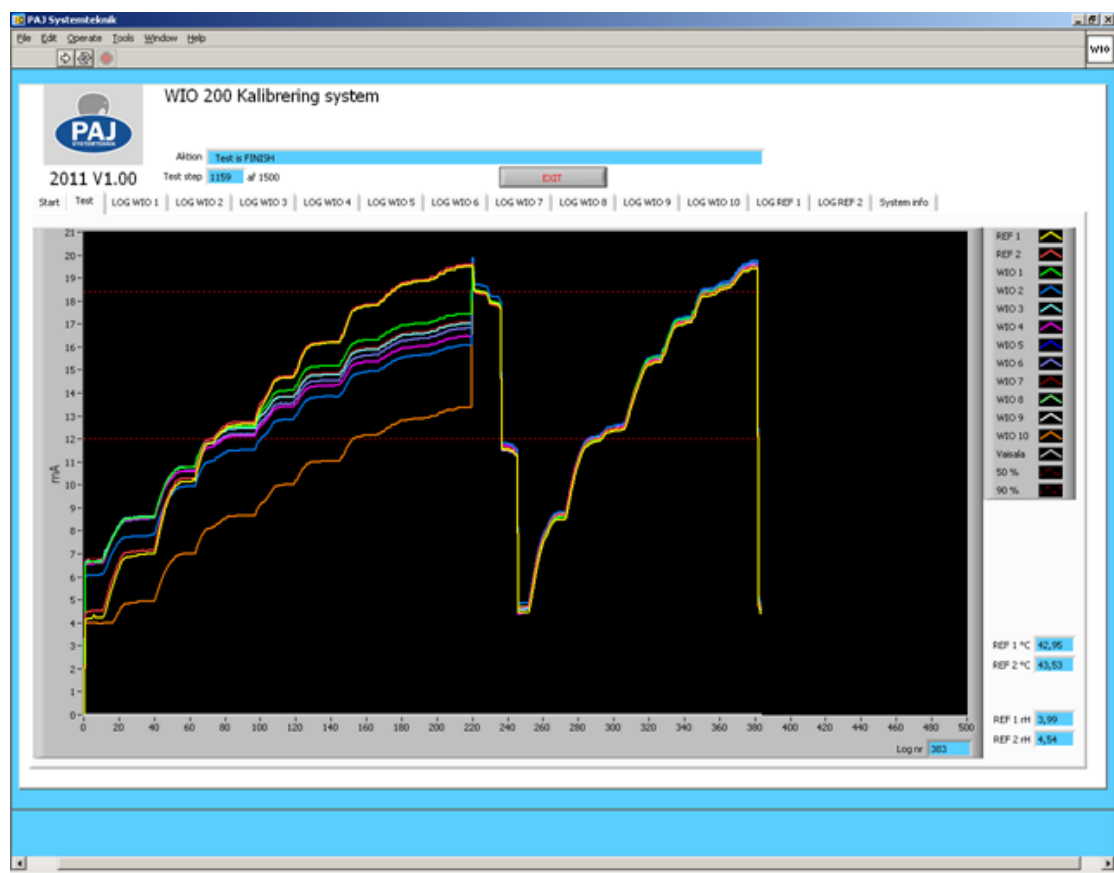 PAJ Systemteknik
File Edit Operate Tools Window Help
WIO
WIO 200 Kalibrering system
PAJ
SYSTEMTEKNIK
2011 V1.00
Aktion Test is FINISH
Test step 1159 af 1500
EXIT
Start Test LOG WIO 1 LOG WIO 2 LOG WIO 3 LOG WIO 4 LOG WIO 5 LOG WIO 6 LOG WIO 7 LOG WIO 8 LOG WIO 9 LOG WIO 10 LOG REF 1 LOG REF 2 System info
21
20
19
18
17
16
15
14
13
12
11
10
9
8
7
6
5
4
3
2
1
0
mA
0 20 40 60 80 100 120 140 160 180 200 220 240 260 280 300 320 340 360 380 400 420 440 460 480 500
Log nr 383
REF 1
REF 2
WIO 1
WIO 2
WIO 3
WIO 4
WIO 5
WIO 6
WIO 7
WIO 8
WIO 9
WIO 10
Vaisala
50 %
90 %
REF 1 °C 42,95
REF 2 °C 43,53
REF 1 rH 3,99
REF 2 rH 4,54